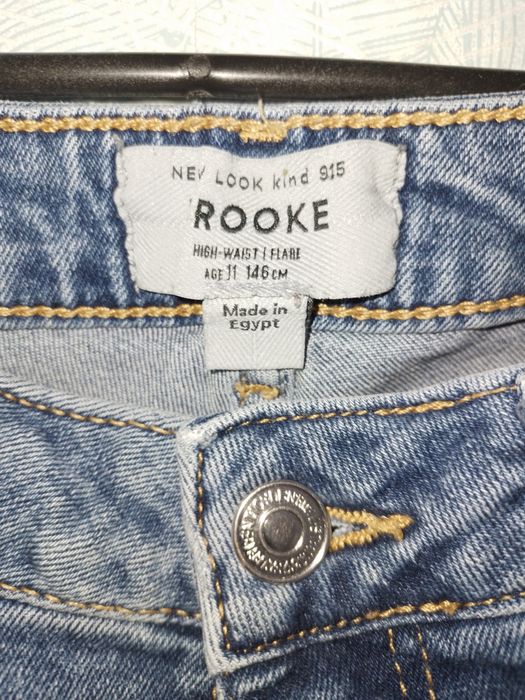 NEW LOOK kind 915
ROOKE
HIGH-WAIST / FLARE
AGE 11 146 CM
Made in
Egypt